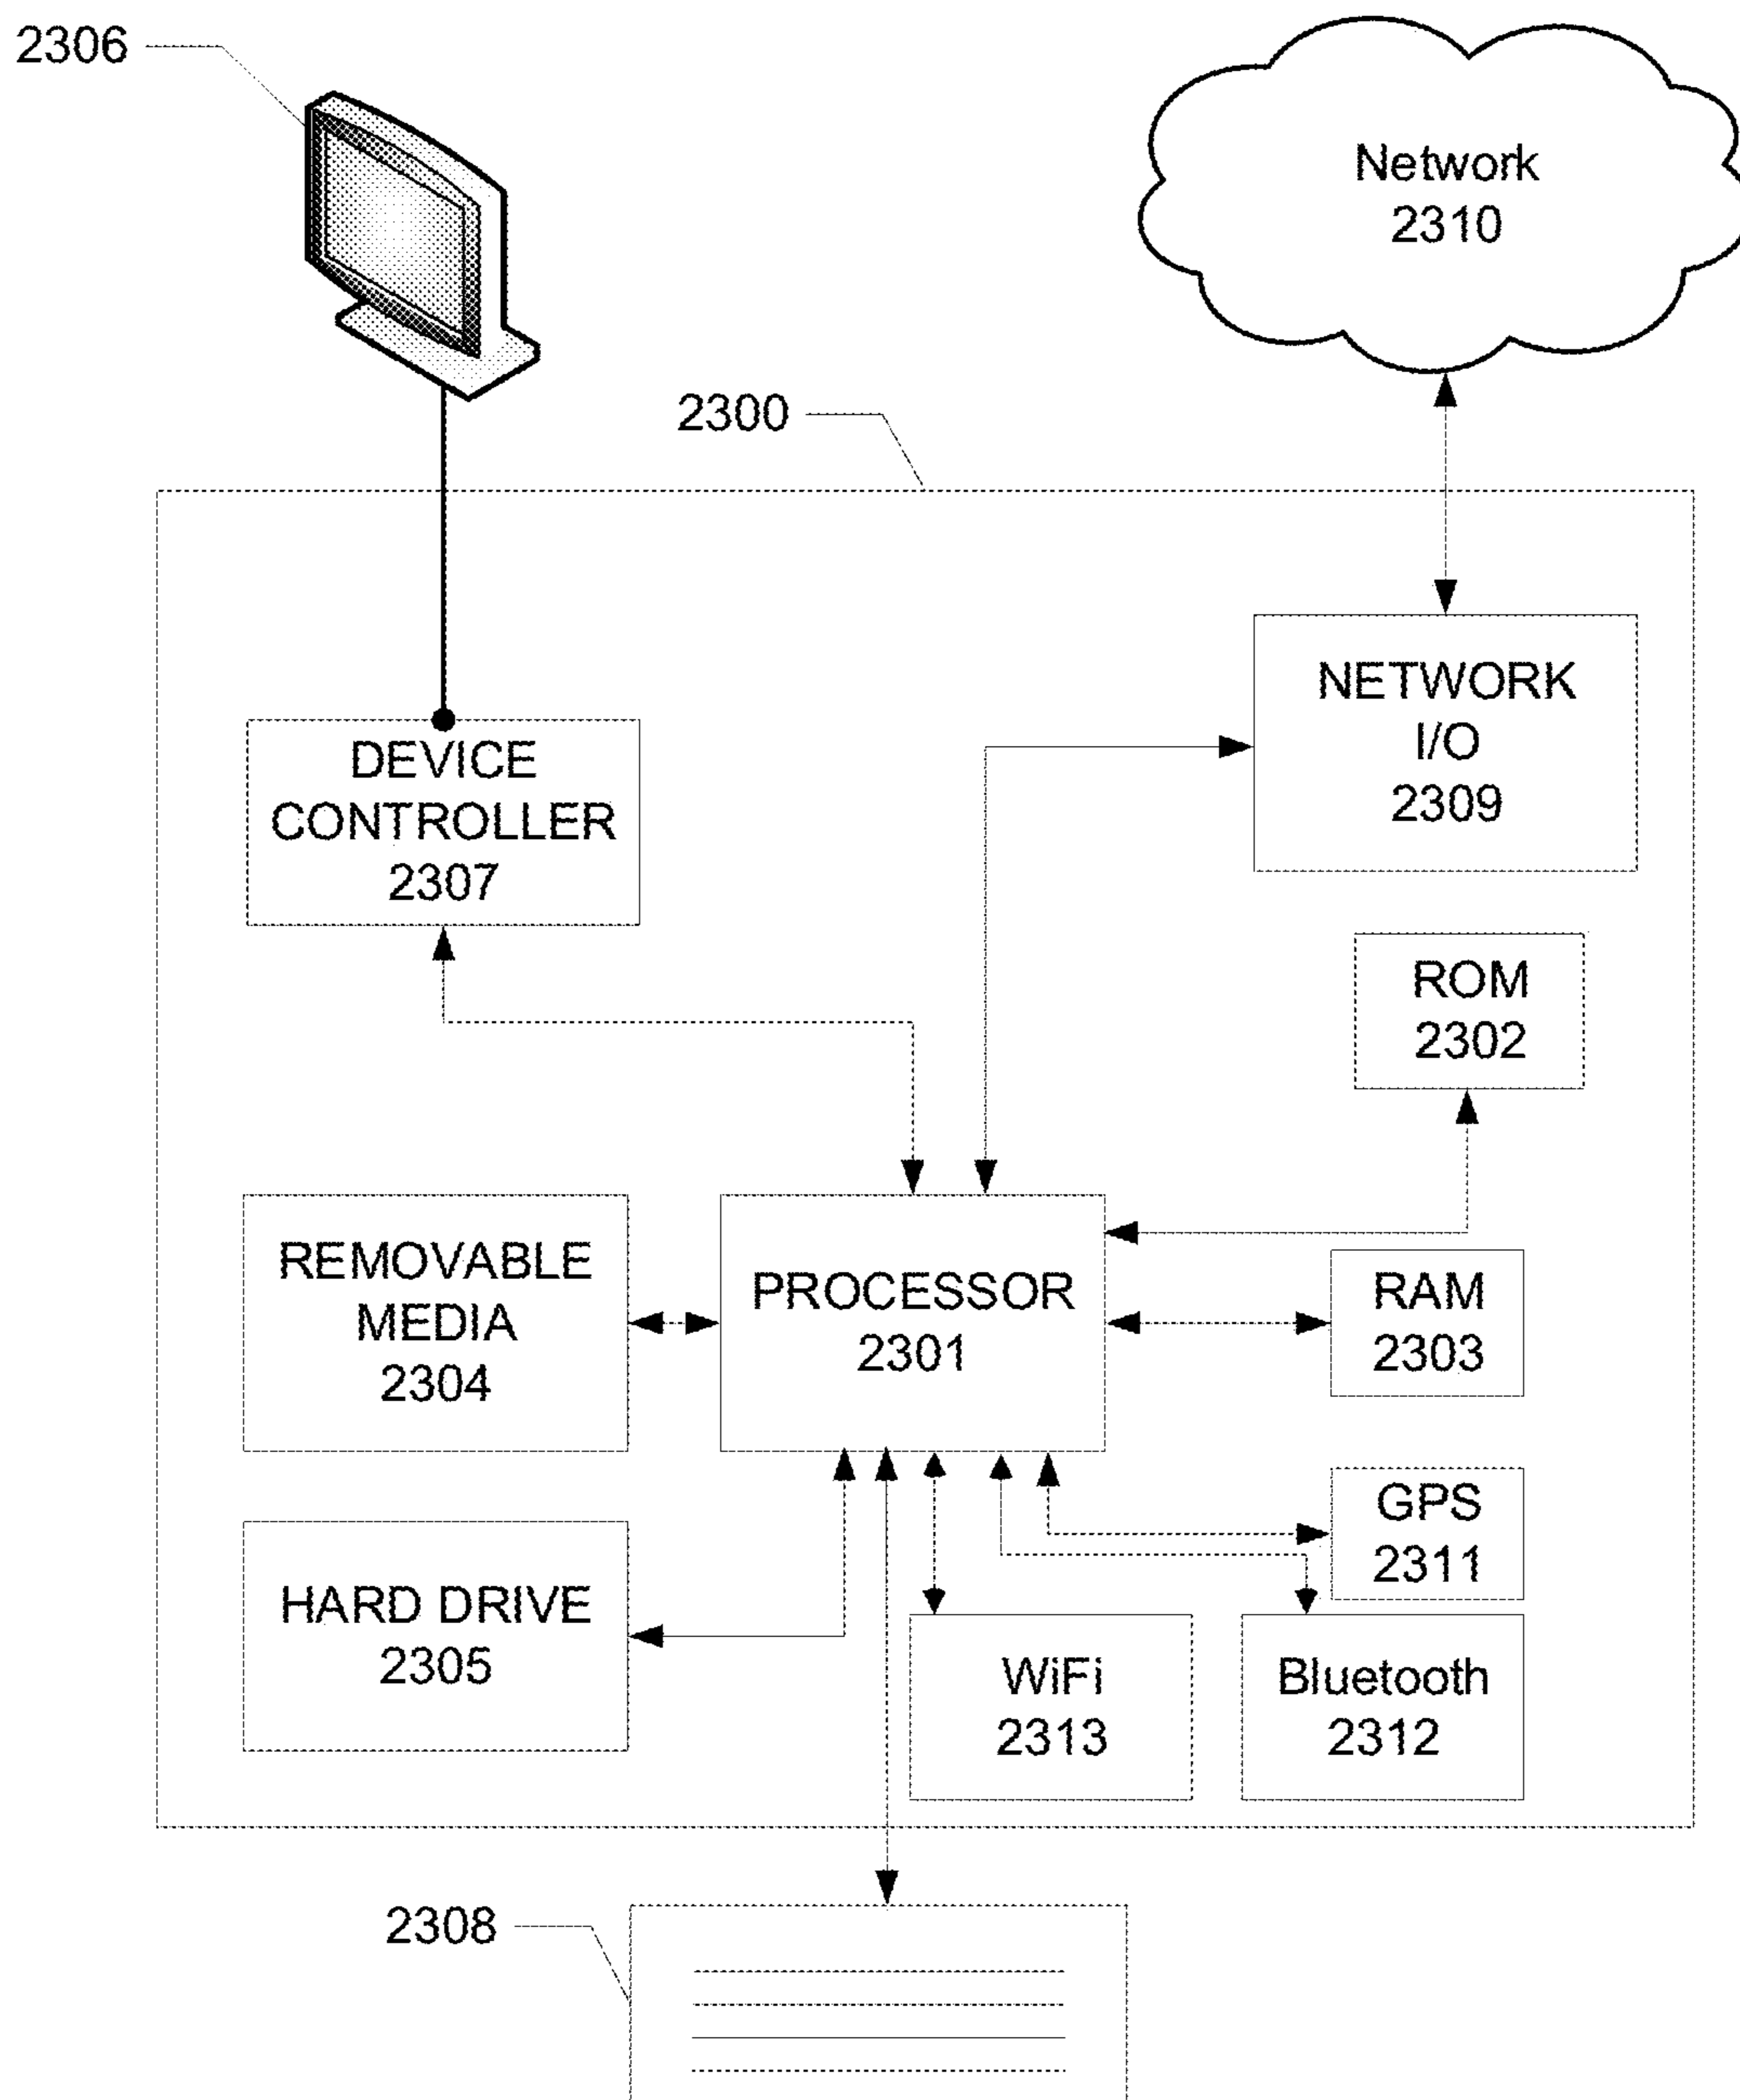 2306
Network
2310
2300
NETWORK
I/O
2309
DEVICE
CONTROLLER
2307
ROM
2302
REMOVABLE
MEDIA
2304
PROCESSOR
2301
RAM
2303
GPS
2311
HARD DRIVE
2305
WiFi
2313
Bluetooth
2312
2308